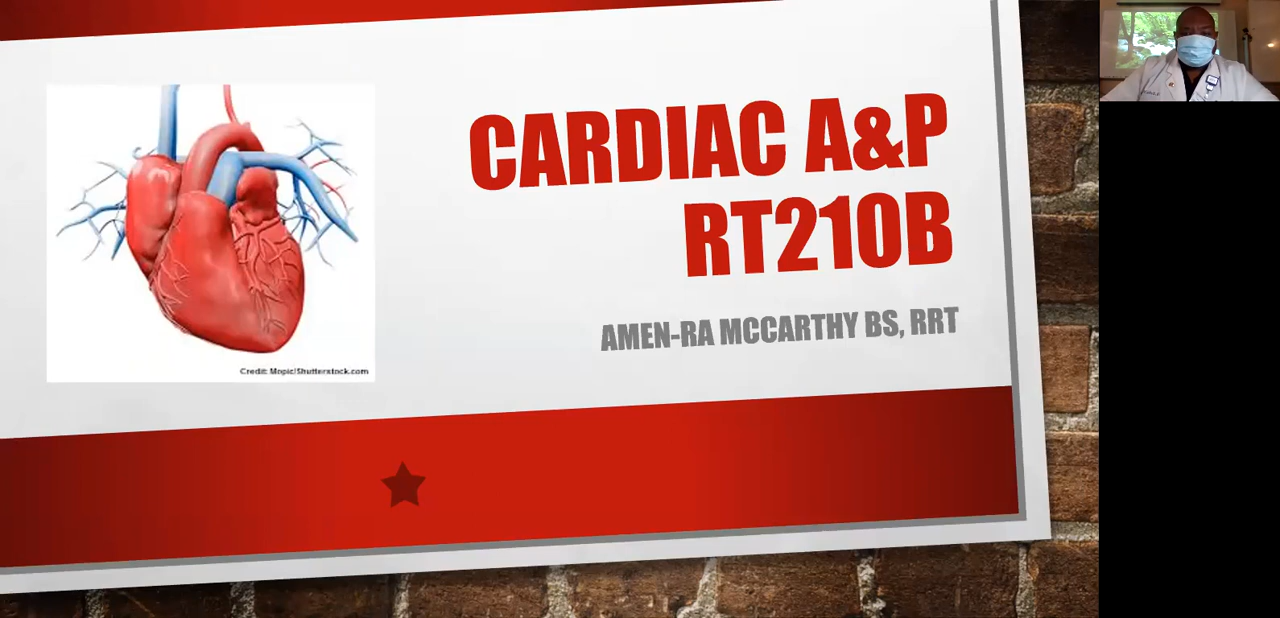 CARDIAC A&P
RT210B
AMEN-RA MCCARTHY BS, RRT
Credit: Mopic/Shutterstock.com